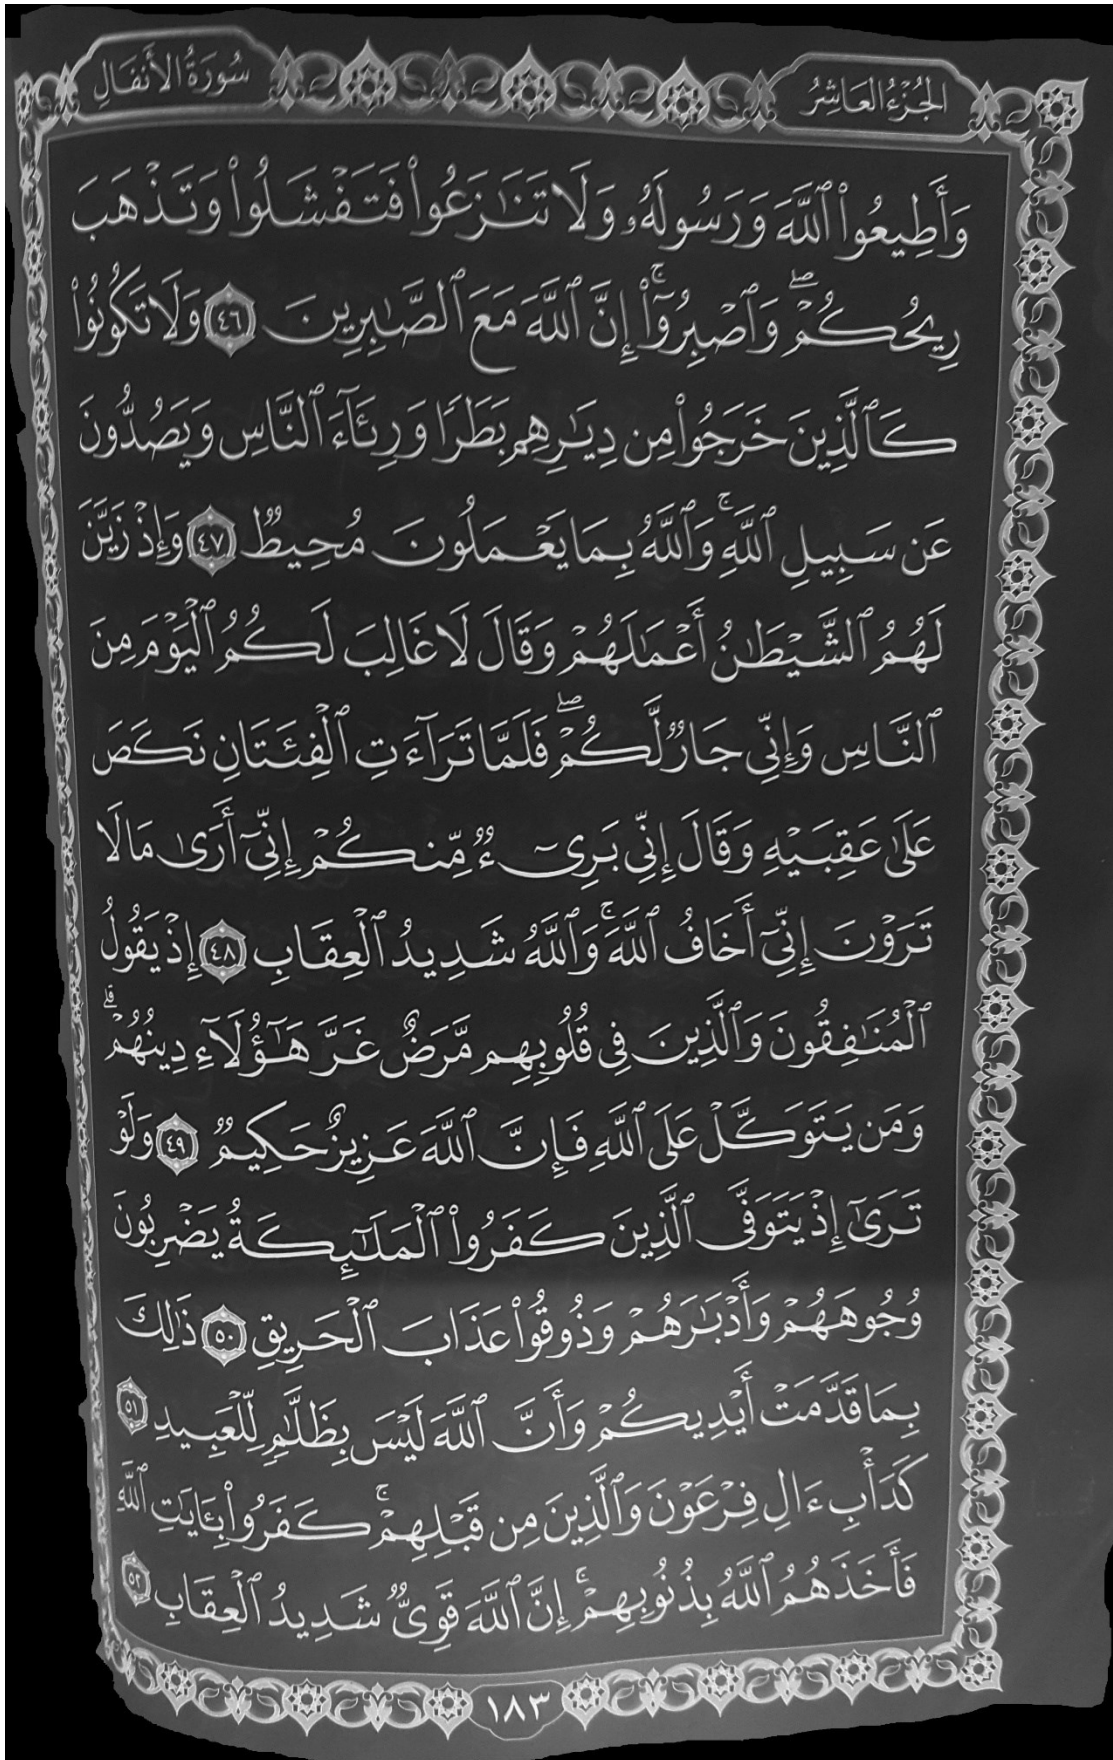 الجُزْءُ العَاشِرُ
سُورَةُ الأَنفَالِ
وَأَطِيعُوا۟ ٱللَّهَ وَرَسُولَهُۥ وَلَا تَنَـٰزَعُوا۟ فَتَفْشَلُوا۟ وَتَذْهَبَ
رِيحُكُمْ ۖ وَٱصْبِرُوٓا۟ ۚ إِنَّ ٱللَّهَ مَعَ ٱلصَّـٰبِرِينَ ٤٦ وَلَا تَكُونُوا۟
كَٱلَّذِينَ خَرَجُوا۟ مِن دِيَـٰرِهِم بَطَرًا وَرِئَآءَ ٱلنَّاسِ وَيَصُدُّونَ
عَن سَبِيلِ ٱللَّهِ ۚ وَٱللَّهُ بِمَا يَعْمَلُونَ مُحِيطٌ ٤٧ وَإِذْ زَيَّنَ
لَهُمُ ٱلشَّيْطَـٰنُ أَعْمَـٰلَهُمْ وَقَالَ لَا غَالِبَ لَكُمُ ٱلْيَوْمَ مِنَ
ٱلنَّاسِ وَإِنِّى جَارٌ لَّكُمْ ۖ فَلَمَّا تَرَآءَتِ ٱلْفِئَتَانِ نَكَصَ
عَلَىٰ عَقِبَيْهِ وَقَالَ إِنِّى بَرِىٓءٌ مِّنكُمْ إِنِّىٓ أَرَىٰ مَا لَا
تَرَوْنَ إِنِّىٓ أَخَافُ ٱللَّهَ ۚ وَٱللَّهُ شَدِيدُ ٱلْعِقَابِ ٤٨ إِذْ يَقُولُ
ٱلْمُنَـٰفِقُونَ وَٱلَّذِينَ فِى قُلُوبِهِم مَّرَضٌ غَرَّ هَـٰٓؤُلَآءِ دِينُهُمْ ۗ
وَمَن يَتَوَكَّلْ عَلَى ٱللَّهِ فَإِنَّ ٱللَّهَ عَزِيزٌ حَكِيمٌ ٤٩ وَلَوْ
تَرَىٰٓ إِذْ يَتَوَفَّى ٱلَّذِينَ كَفَرُوا۟ ٱلْمَلَـٰٓئِكَةُ يَضْرِبُونَ
وُجُوهَهُمْ وَأَدْبَـٰرَهُمْ وَذُوقُوا۟ عَذَابَ ٱلْحَرِيقِ ٥٠ ذَٰلِكَ
بِمَا قَدَّمَتْ أَيْدِيكُمْ وَأَنَّ ٱللَّهَ لَيْسَ بِظَلَّـٰمٍ لِّلْعَبِيدِ ٥١
كَدَأْبِ ءَالِ فِرْعَوْنَ وَٱلَّذِينَ مِن قَبْلِهِمْ ۚ كَفَرُوا۟ بِـَٔايَـٰتِ ٱللَّهِ
فَأَخَذَهُمُ ٱللَّهُ بِذُنُوبِهِمْ ۚ إِنَّ ٱللَّهَ قَوِىٌّ شَدِيدُ ٱلْعِقَابِ ٥٢
١٨٣